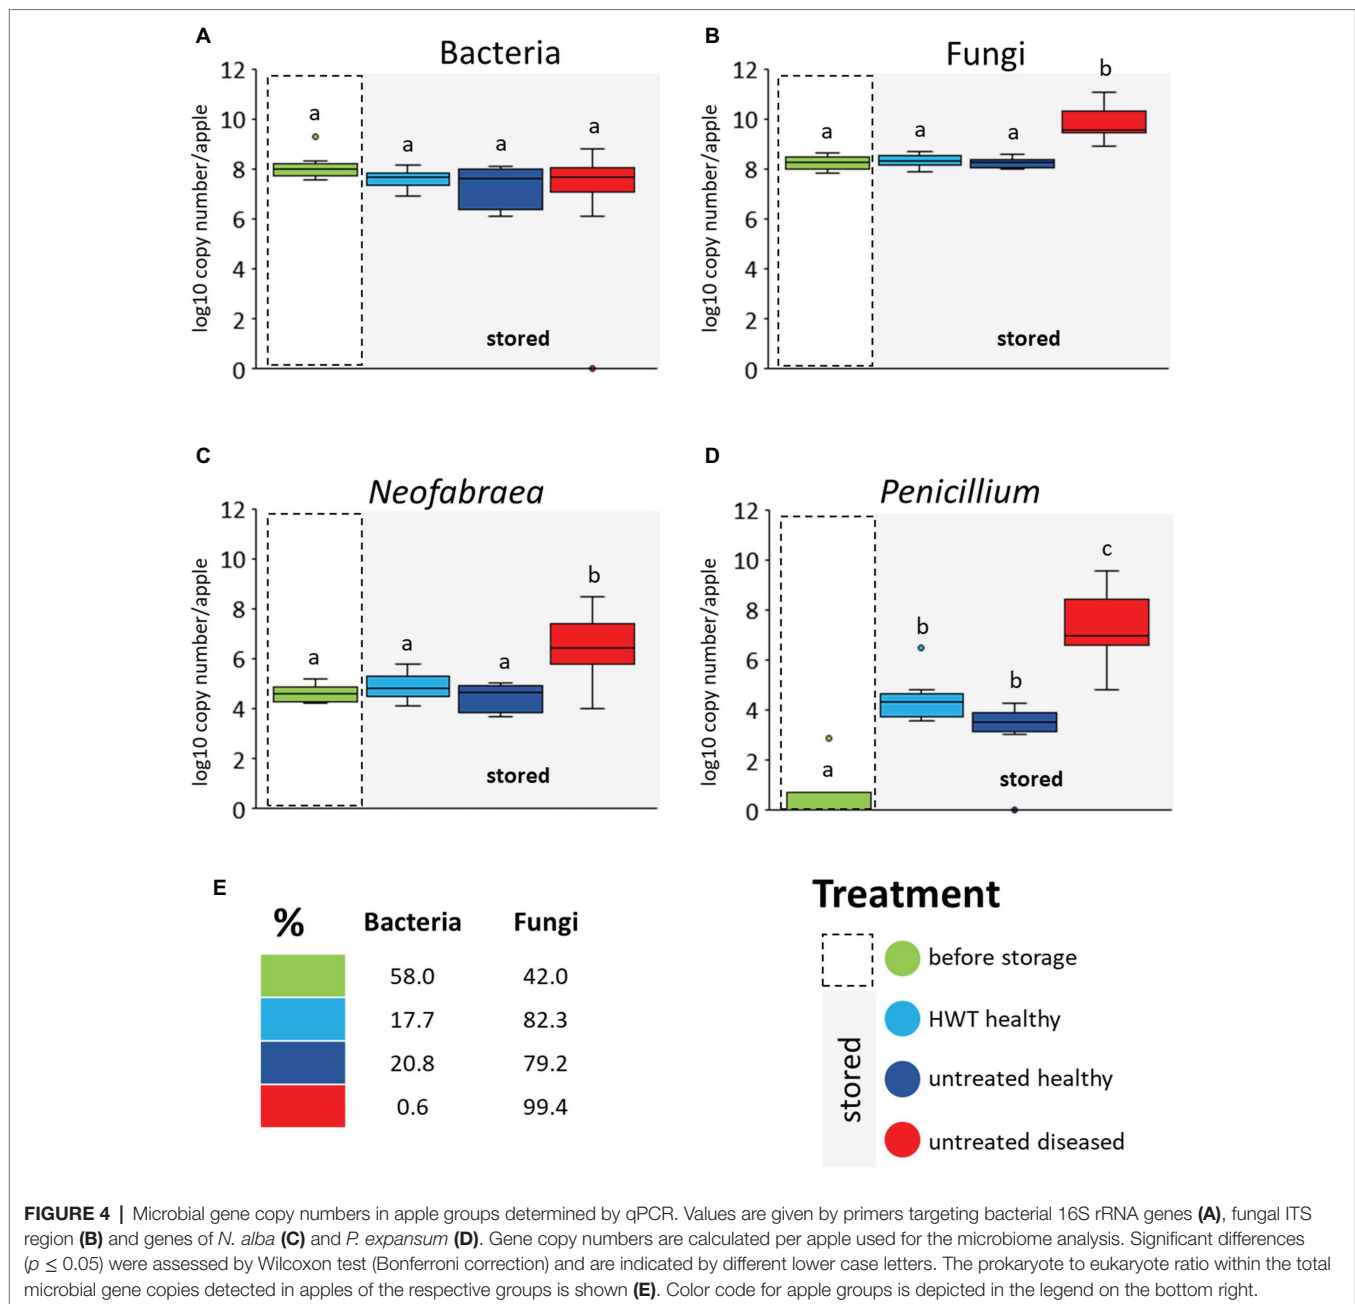 A
Bacteria
12
10
8
6
4
2
0
log10 copy number/apple
a
a
a
a
stored
B
Fungi
12
10
8
6
4
2
0
log10 copy number/apple
a
a
a
b
stored
C
Neofabraea
12
10
8
6
4
2
0
log10 copy number/apple
a
a
a
b
stored
D
Penicillium
12
10
8
6
4
2
0
log10 copy number/apple
a
b
b
c
stored
E
% Bacteria Fungi
58.0 42.0
17.7 82.3
20.8 79.2
0.6 99.4
Treatment
before storage
HWT healthy
untreated healthy
untreated diseased
stored
FIGURE 4 | Microbial gene copy numbers in apple groups determined by qPCR. Values are given by primers targeting bacterial 16S rRNA genes (A), fungal ITS
region (B) and genes of N. alba (C) and P. expansum (D). Gene copy numbers are calculated per apple used for the microbiome analysis. Significant differences
(p ≤ 0.05) were assessed by Wilcoxon test (Bonferroni correction) and are indicated by different lower case letters. The prokaryote to eukaryote ratio within the total
microbial gene copies detected in apples of the respective groups is shown (E). Color code for apple groups is depicted in the legend on the bottom right.